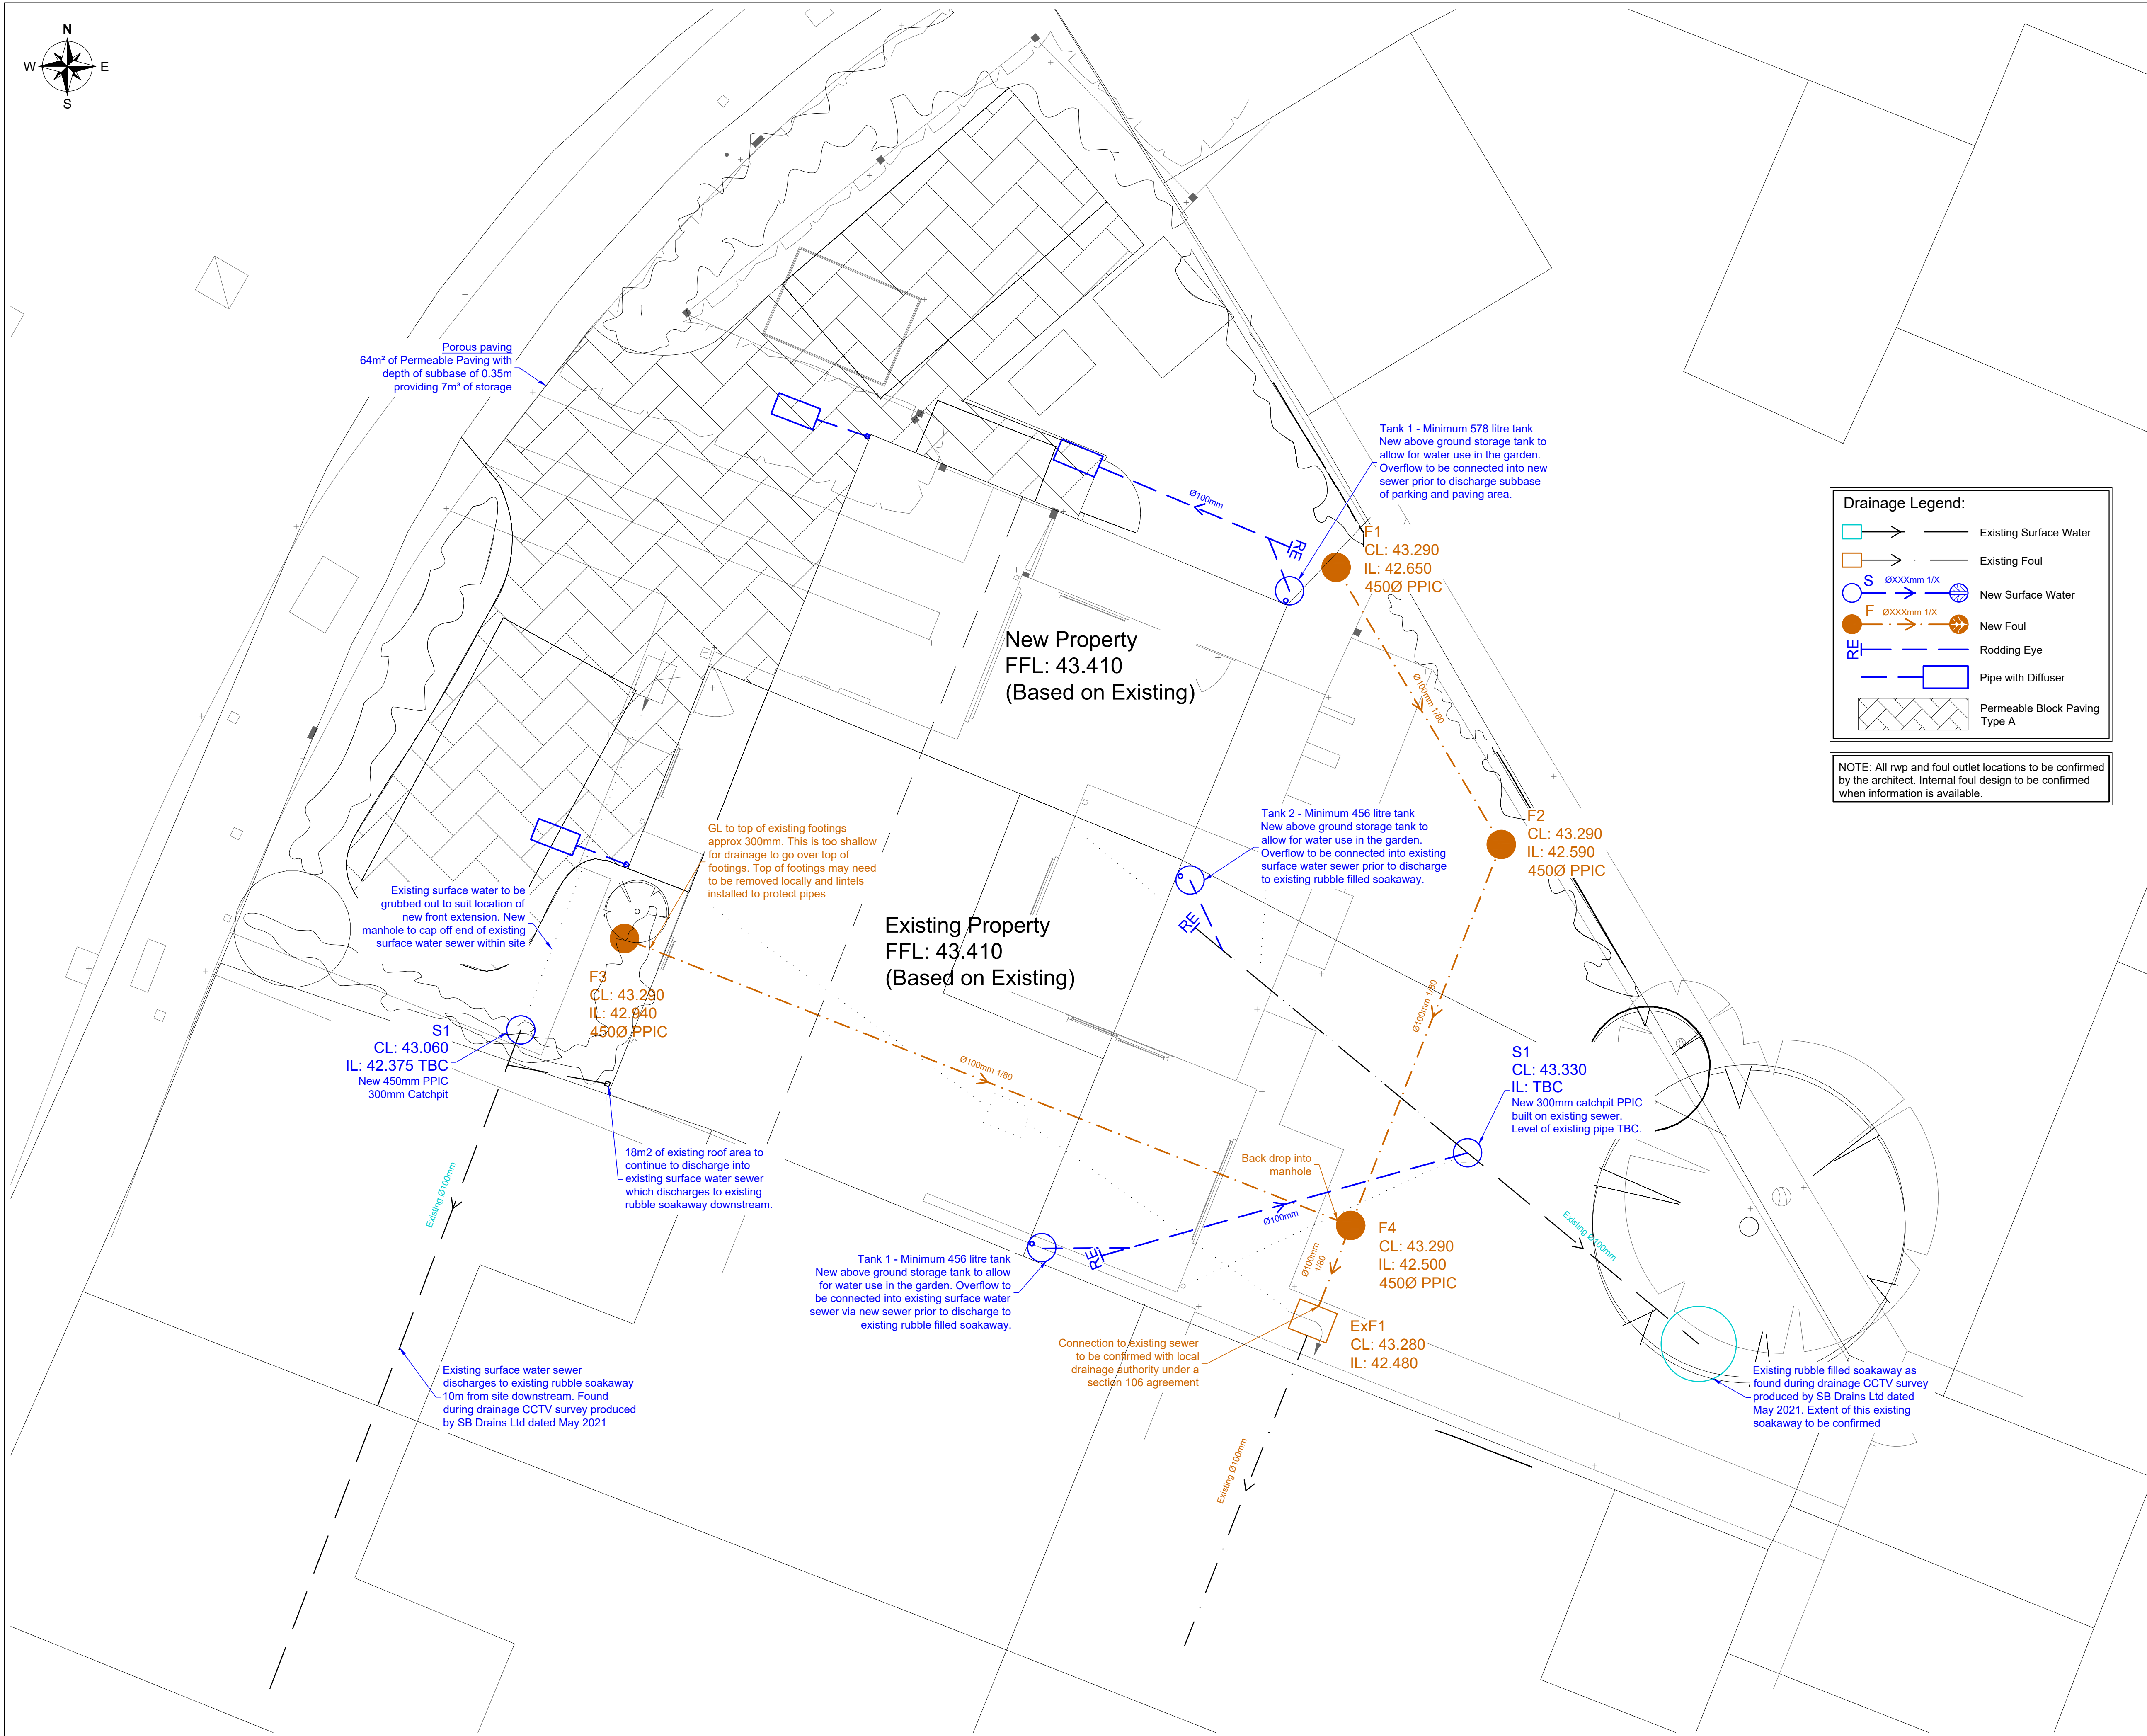 N
W
E
S
Porous paving
64m² of Permeable Paving with
depth of subbase of 0.35m
providing 7m³ of storage
Tank 1 - Minimum 578 litre tank
New above ground storage tank to
allow for water use in the garden.
Overflow to be connected into new
sewer prior to discharge subbase
of parking and paving area.
Ø100mm
RE
F1
CL: 43.290
IL: 42.650
450Ø PPIC
Drainage Legend:
Existing Surface Water
Existing Foul
S ØXXXmm 1/X
New Surface Water
F ØXXXmm 1/X
New Foul
RE
Rodding Eye
Pipe with Diffuser
Permeable Block Paving
Type A
NOTE: All rwp and foul outlet locations to be confirmed
by the architect. Internal foul design to be confirmed
when information is available.
New Property
FFL: 43.410
(Based on Existing)
Ø100mm 1/80
F2
CL: 43.290
IL: 42.590
450Ø PPIC
Tank 2 - Minimum 456 litre tank
New above ground storage tank to
allow for water use in the garden.
Overflow to be connected into existing
surface water sewer prior to discharge
to existing rubble filled soakaway.
RE
GL to top of existing footings
approx 300mm. This is too shallow
for drainage to go over top of
footings. Top of footings may need
to be removed locally and lintels
installed to protect pipes
Existing surface water to be
grubbed out to suit location of
new front extension. New
manhole to cap off end of existing
surface water sewer within site
Existing Property
FFL: 43.410
(Based on Existing)
F3
CL: 43.290
IL: 42.940
450Ø PPIC
S1
CL: 43.060
IL: 42.375 TBC
New 450mm PPIC
300mm Catchpit
Ø100mm 1/80
Ø100mm 1/80
S1
CL: 43.330
IL: TBC
New 300mm catchpit PPIC
built on existing sewer.
Level of existing pipe TBC.
18m2 of existing roof area to
continue to discharge into
existing surface water sewer
which discharges to existing
rubble soakaway downstream.
Existing Ø100mm
Back drop into
manhole
Ø100mm
Existing Ø100mm
F4
CL: 43.290
IL: 42.500
450Ø PPIC
Tank 1 - Minimum 456 litre tank
New above ground storage tank to allow
for water use in the garden. Overflow to
be connected into existing surface water
sewer via new sewer prior to discharge to
existing rubble filled soakaway.
RE
Ø100mm
1/80
ExF1
CL: 43.280
IL: 42.480
Connection to existing sewer
to be confirmed with local
drainage authority under a
section 106 agreement
Existing surface water sewer
discharges to existing rubble soakaway
10m from site downstream. Found
during drainage CCTV survey produced
by SB Drains Ltd dated May 2021
Existing rubble filled soakaway as
found during drainage CCTV survey
produced by SB Drains Ltd dated
May 2021. Extent of this existing
soakaway to be confirmed
Existing Ø100mm